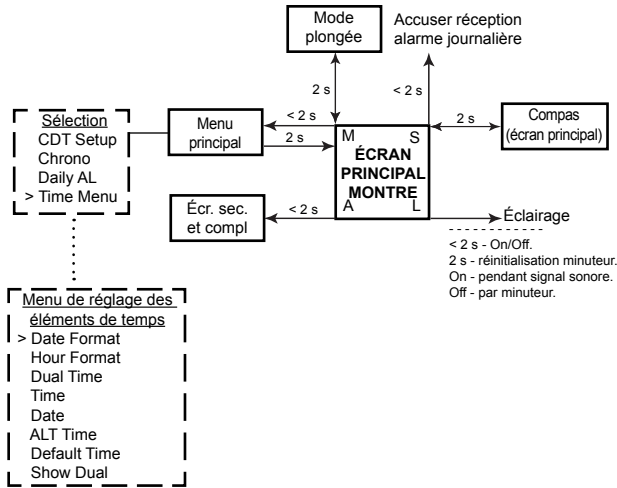 Mode
plongée
Accuser réception
alarme journalière
2 s
< 2 s
Sélection
CDT Setup
Chrono
Daily AL
> Time Menu
Menu
principal
< 2 s
2 s
M S
ÉCRAN
PRINCIPAL
MONTRE
A L
2 s
Compas
(écran principal)
Écr. sec.
et compl
< 2 s
Éclairage
- - - - - - - - - - - -
< 2 s - On/Off.
2 s - réinitialisation minuteur.
On - pendant signal sonore.
Off - par minuteur.
Menu de réglage des
éléments de temps
> Date Format
Hour Format
Dual Time
Time
Date
ALT Time
Default Time
Show Dual